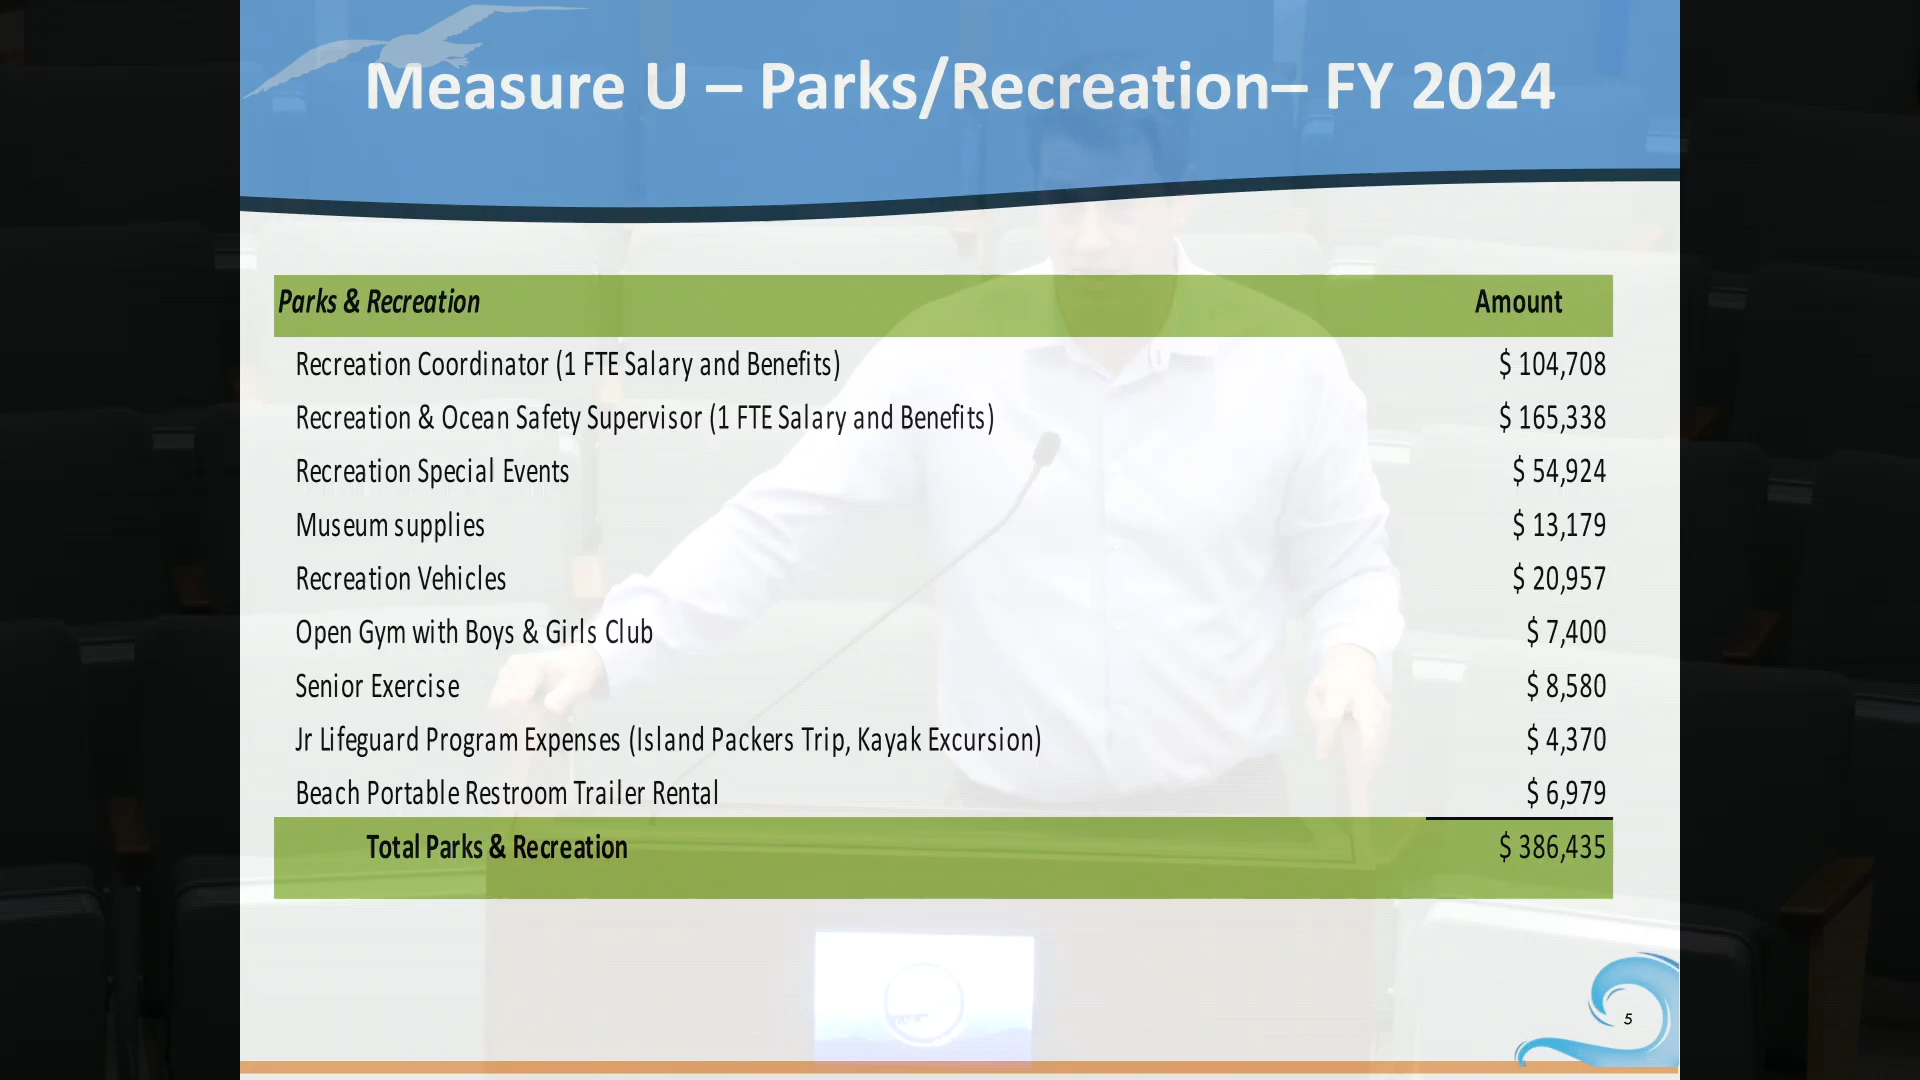 Measure U – Parks/Recreation– FY 2024
Parks & Recreation Amount
Recreation Coordinator (1 FTE Salary and Benefits) $ 104,708
Recreation & Ocean Safety Supervisor (1 FTE Salary and Benefits) $ 165,338
Recreation Special Events $ 54,924
Museum supplies $ 13,179
Recreation Vehicles $ 20,957
Open Gym with Boys & Girls Club $ 7,400
Senior Exercise $ 8,580
Jr Lifeguard Program Expenses (Island Packers Trip, Kayak Excursion) $ 4,370
Beach Portable Restroom Trailer Rental $ 6,979
Total Parks & Recreation $ 386,435
5